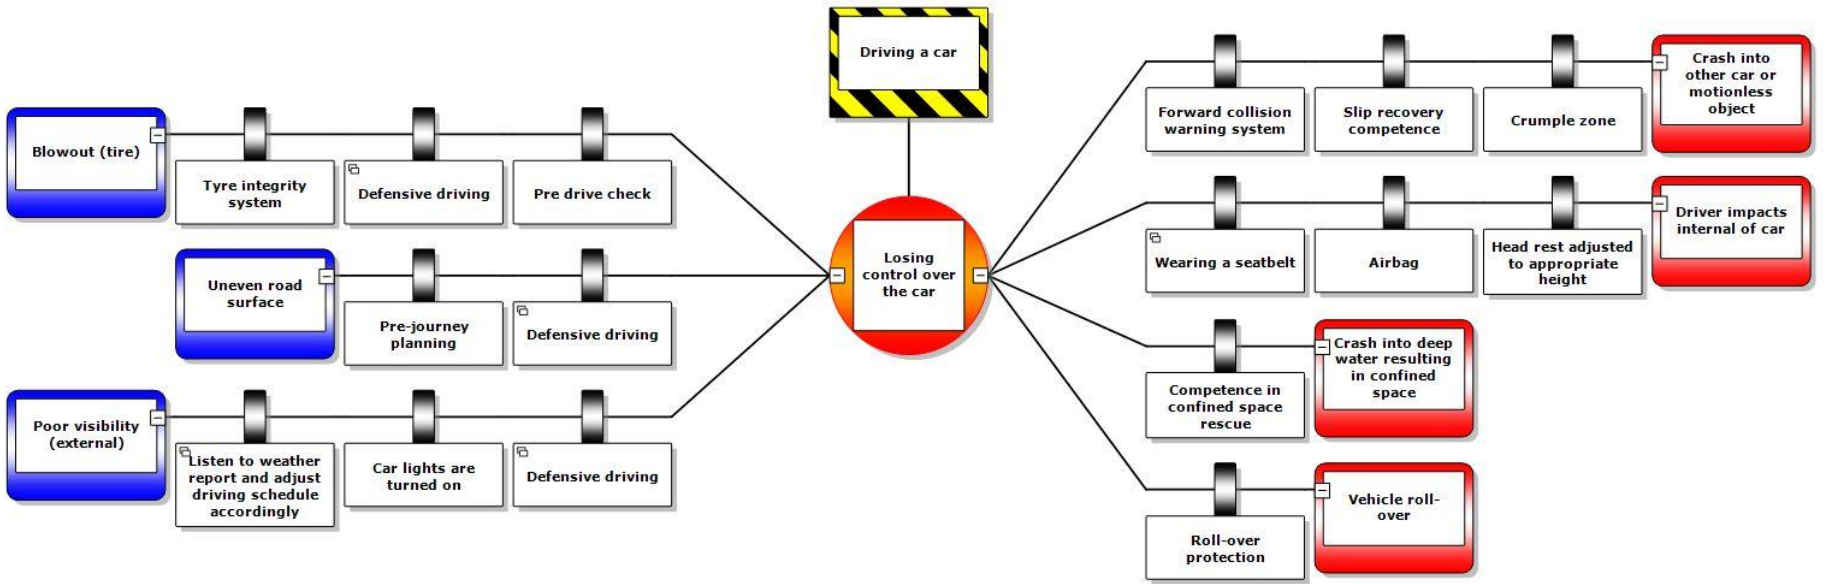 Driving a car
Blowout (tire)
Tyre integrity
system
Defensive driving
Pre drive check
Uneven road
surface
Pre-journey
planning
Defensive driving
Poor visibility
(external)
Listen to weather
report and adjust
driving schedule
accordingly
Car lights are
turned on
Defensive driving
Losing
control over
the car
Forward collision
warning system
Slip recovery
competence
Crumple zone
Crash into
other car or
motionless
object
Wearing a seatbelt
Airbag
Head rest adjusted
to appropriate
height
Driver impacts
internal of car
Competence in
confined space
rescue
Crash into deep
water resulting
in confined
space
Roll-over
protection
Vehicle roll-
over